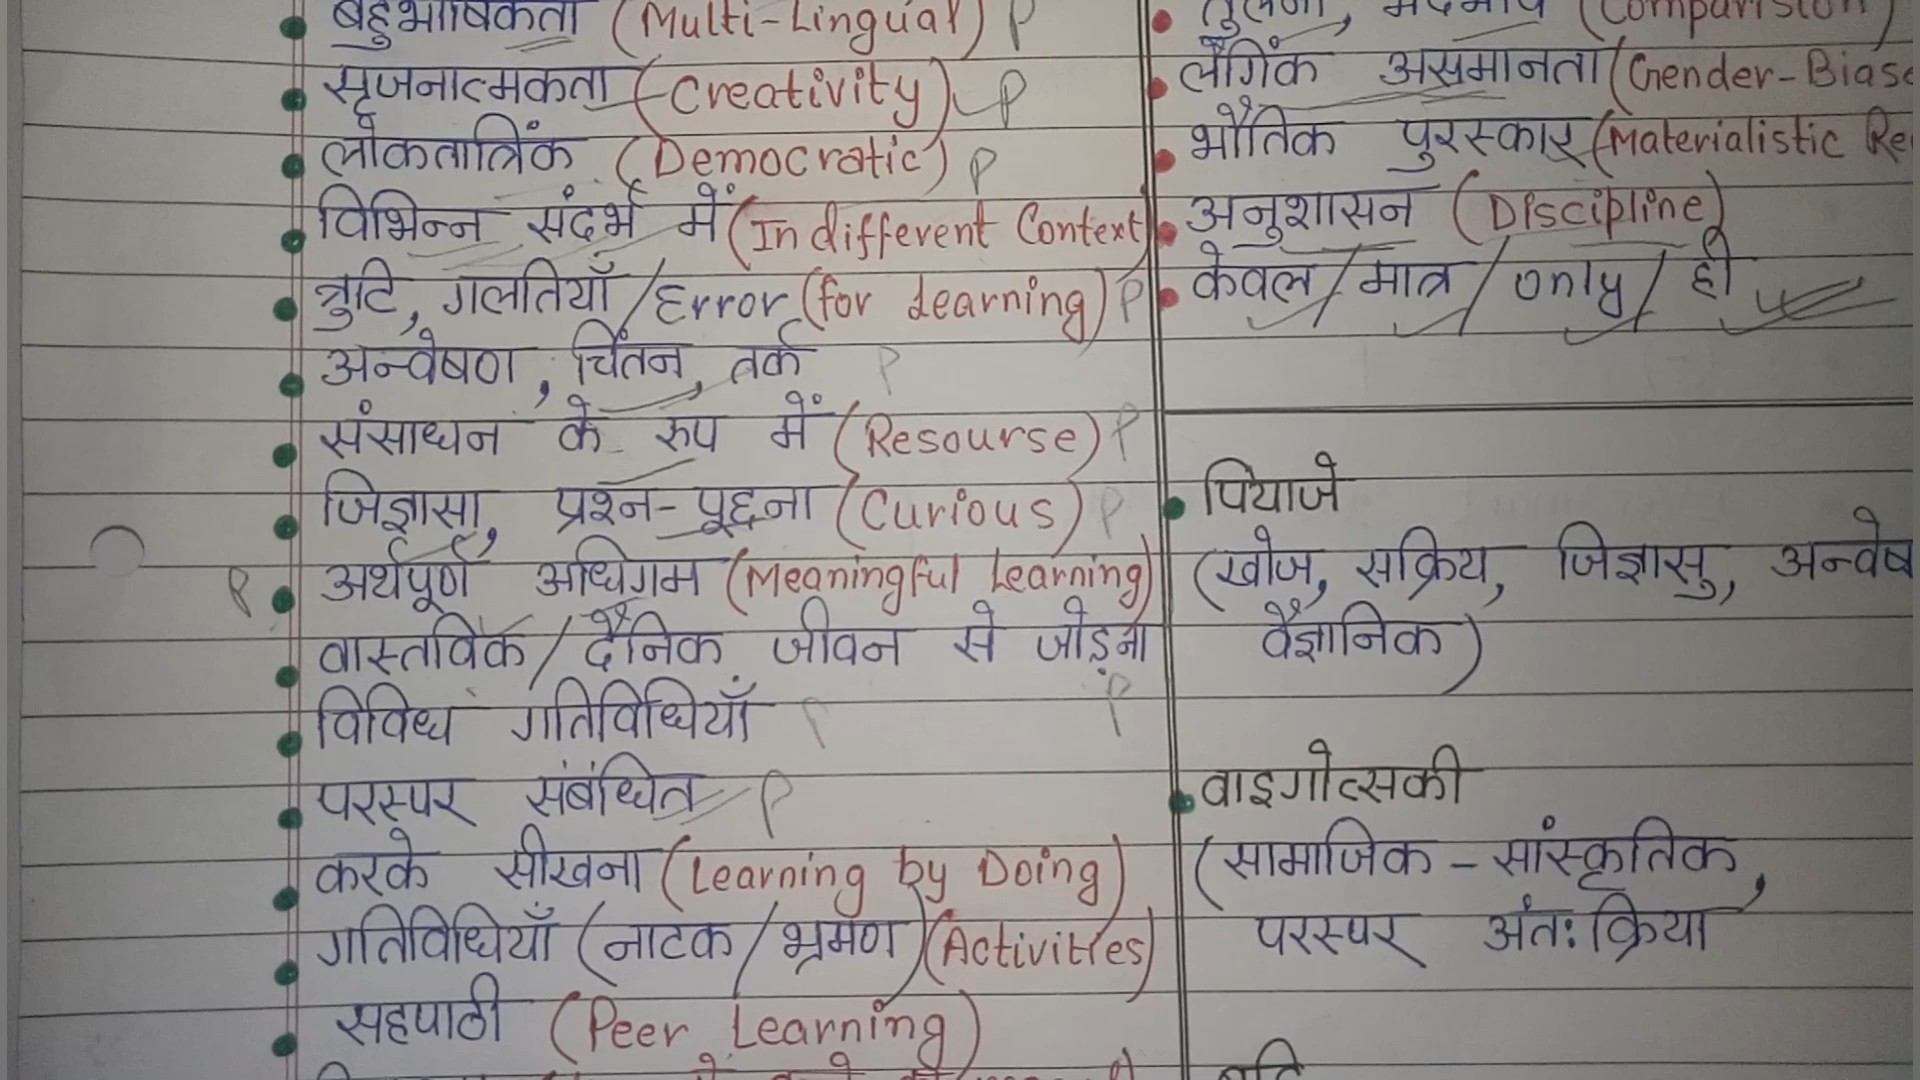 बहुभाषिकता (Multi-Lingual) P
सृजनात्मकता (Creativity) P
लोकतांत्रिक (Democratic) P
विभिन्न संदर्भ में (In different Context)
त्रुटि, गलतियाँ / Error (for Learning) P
अन्वेषण, चिंतन, तर्क P
संसाधन के रुप में (Resourse) P
जिज्ञासा, प्रश्न-पूछना (Curious) P
P अर्थपूर्ण अधिगम (Meaningful Learning)
वास्तविक / दैनिक जीवन से जोड़ना P
विविध गतिविधियाँ P
परस्पर संबंधित P
करके सीखना (Learning by Doing)
गतिविधियाँ (नाटक / भ्रमण) (Activities)
सहपाठी (Peer Learning)
तुलना, (Comparision)
लैंगिक असमानता (Gender-Biase
भौतिक पुरस्कार (Materialistic Re
अनुशासन (Discipline)
केवल / मात्र / only / ही
पियाजे
(खोज, सक्रिय, जिज्ञासु, अन्वेष
वैज्ञानिक)
वाइगोत्सकी
(सामाजिक - सांस्कृतिक,
परस्पर अंतः क्रिया